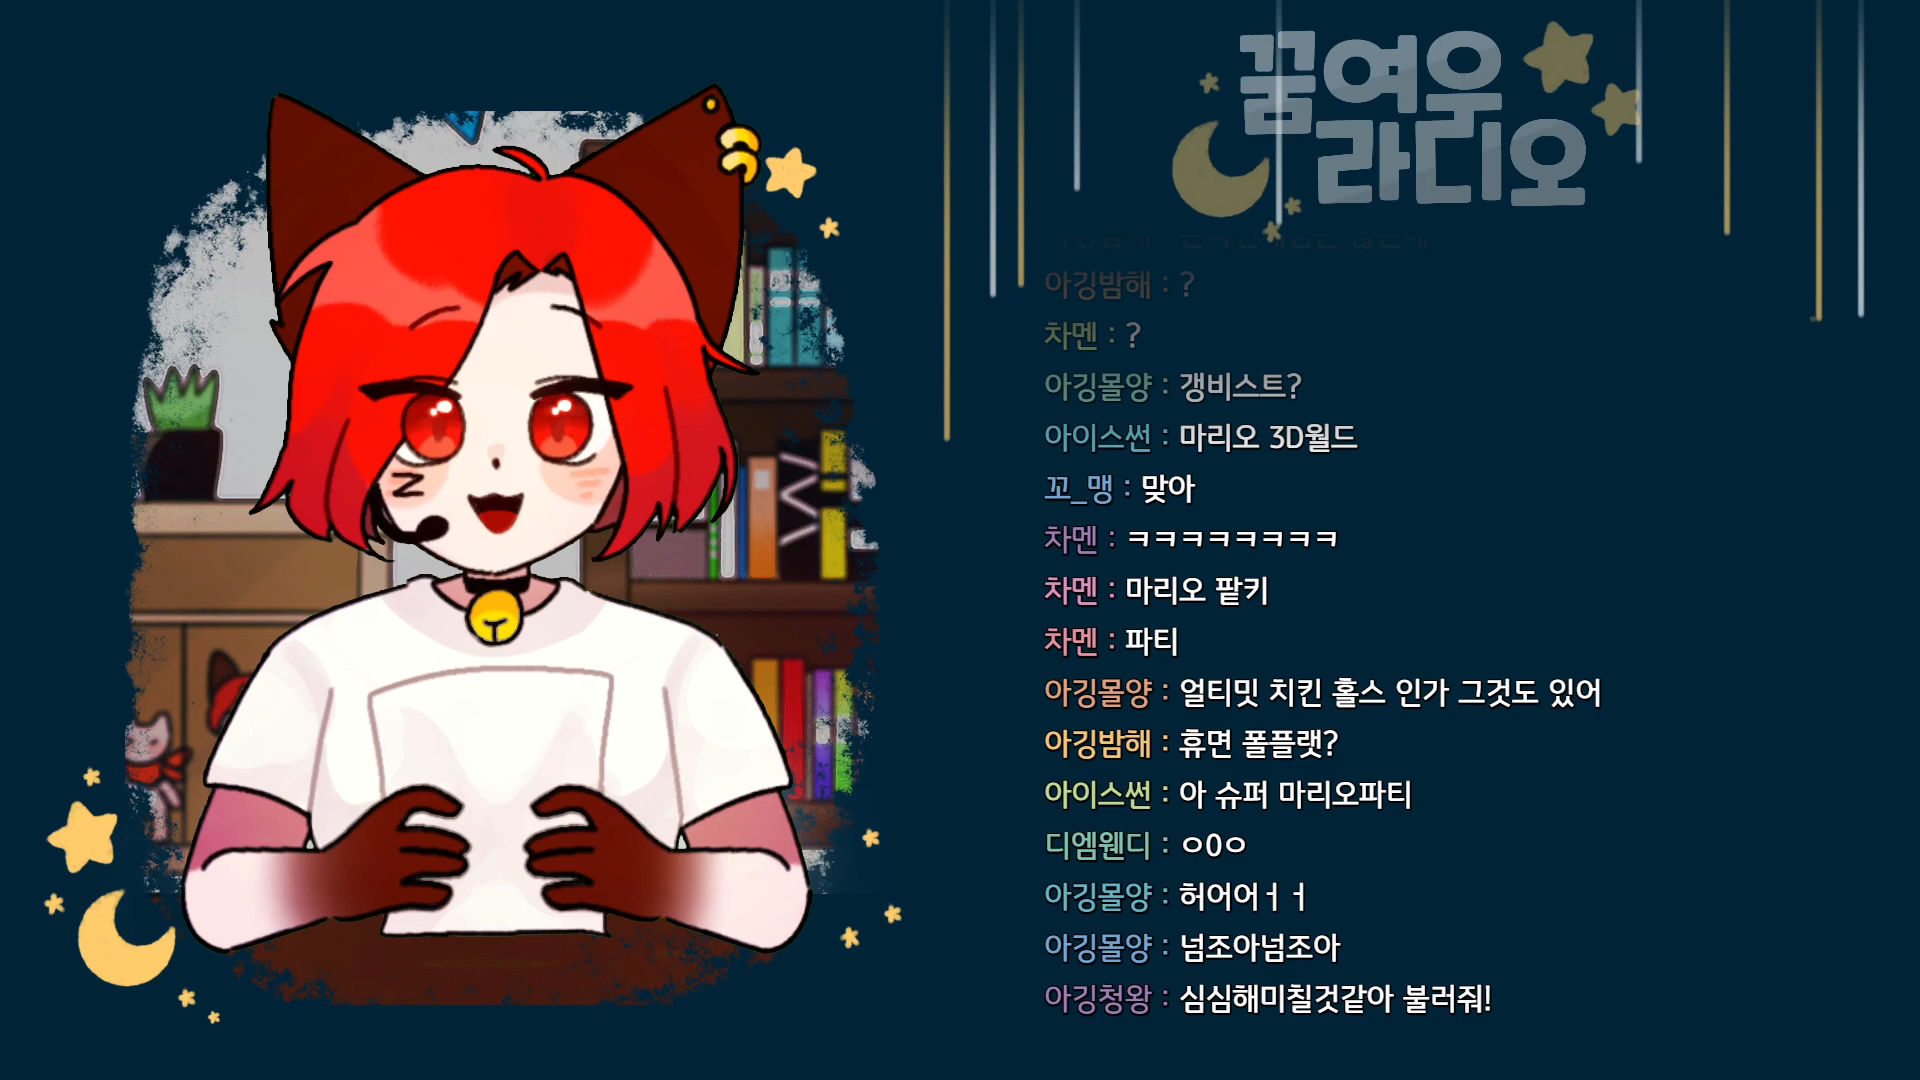 꿈여우
라디오
아깅밤해 : ?
차멘 : ?
아깅몰양 : 갱비스트?
아이스썬 : 마리오 3D월드
꼬_맹 : 맞아
차멘 : ㅋㅋㅋㅋㅋㅋㅋㅋ
차멘 : 마리오 팥키
차멘 : 파티
아깅몰양 : 얼티밋 치킨 홀스 인가 그것도 있어
아깅밤해 : 휴면 폴플랫?
아이스썬 : 아 슈퍼 마리오파티
디엠웬디 : ㅇ0ㅇ
아깅몰양 : 허어어ㅓㅓ
아깅몰양 : 넘조아넘조아
아깅청왕 : 심심해미칠것같아 불러줘!